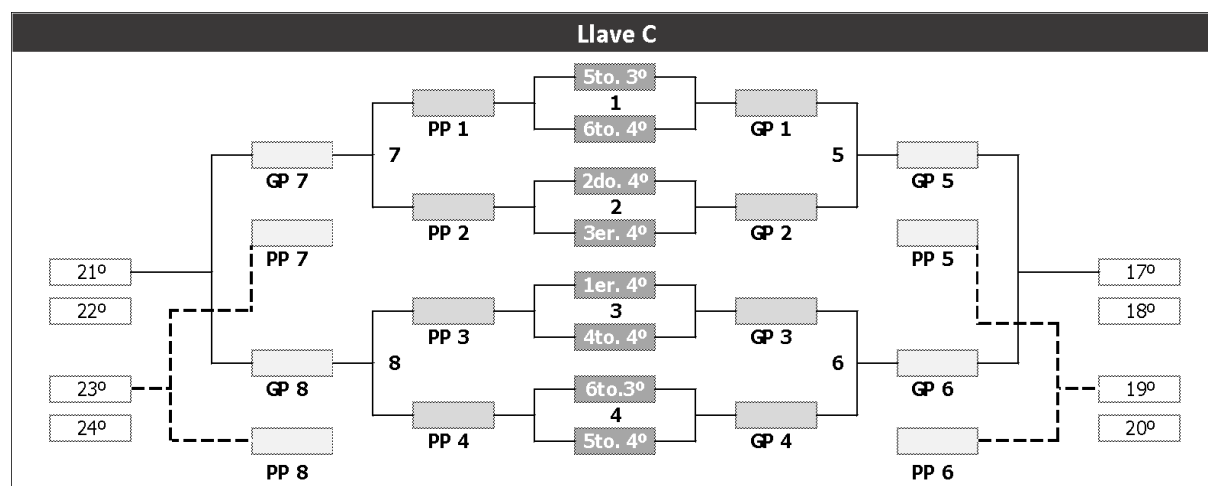 Llave C
5to. 3º
1
6to. 4º
PP 1
GP 1
7
5
GP 7
GP 5
2do. 4º
2
3er. 4º
PP 2
GP 2
PP 7
PP 5
21º
17º
22º
18º
1er. 4º
3
4to. 4º
PP 3
GP 3
8
6
GP 8
GP 6
23º
19º
6to.3º
4
5to. 4º
PP 4
GP 4
24º
20º
PP 8
PP 6